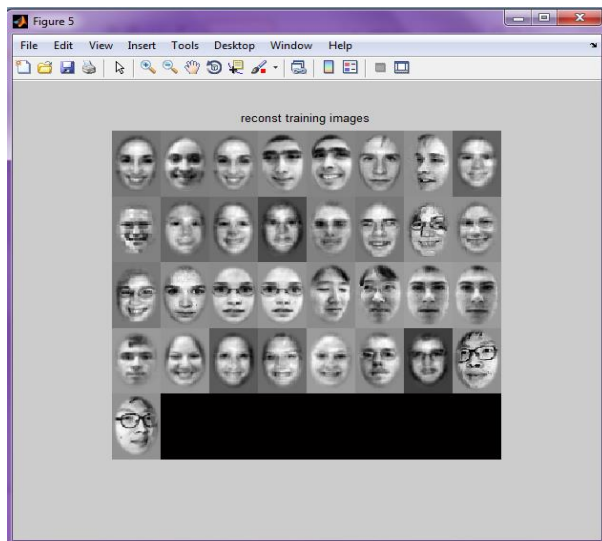 Figure 5
File Edit View Insert Tools Desktop Window Help
reconst training images